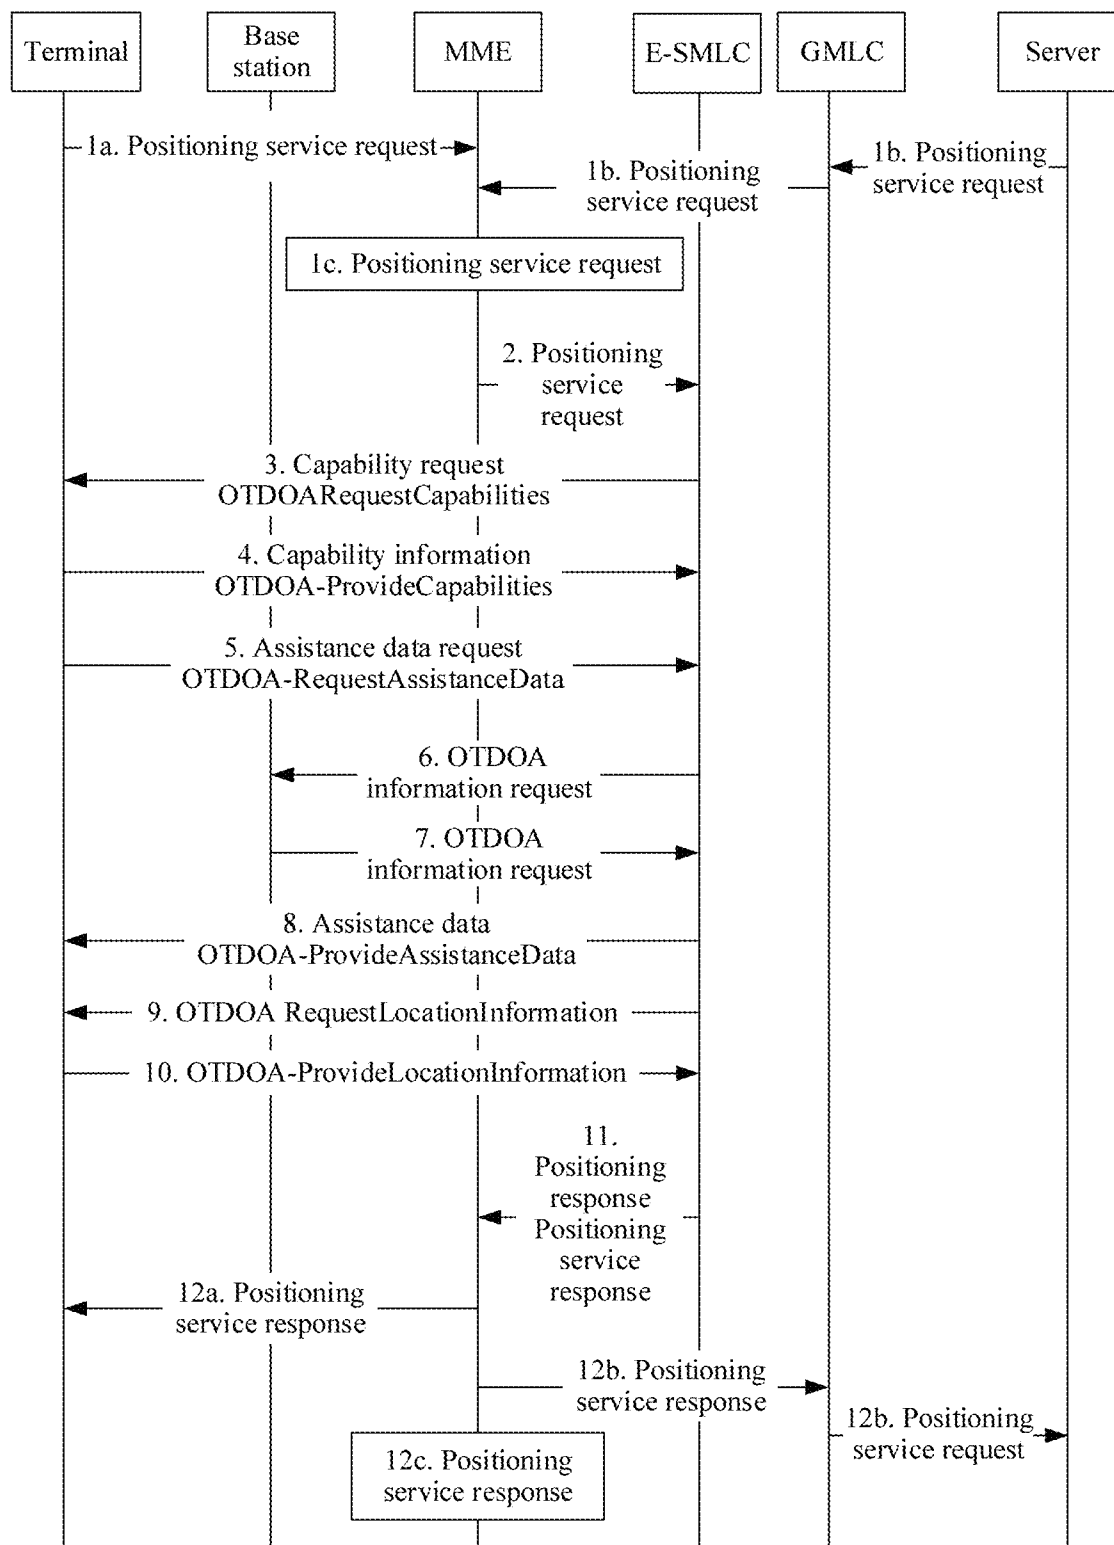 Terminal
Base
station
MME
E-SMLC
GMLC
Server
1a. Positioning service request
1b. Positioning
service request
1b. Positioning
service request
1c. Positioning service request
2. Positioning
service
request
3. Capability request
OTDOARequestCapabilities
4. Capability information
OTDOA-ProvideCapabilities
5. Assistance data request
OTDOA-RequestAssistanceData
6. OTDOA
information request
7. OTDOA
information request
8. Assistance data
OTDOA-ProvideAssistanceData
9. OTDOA RequestLocationInformation
10. OTDOA-ProvideLocationInformation
11.
Positioning
response
Positioning
service
response
12a. Positioning
service response
12b. Positioning
service response
12b. Positioning
service request
12c. Positioning
service response